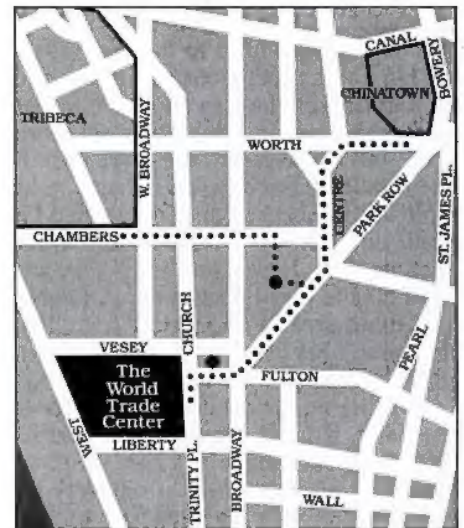 CANAL
BOWERY
CHINATOWN
TRIBECA
W. BROADWAY
WORTH
CENTRE
PARK ROW
ST. JAMES PL.
CHAMBERS
CHURCH
VESEY
The
World
Trade
Center
FULTON
PEARL
WEST
LIBERTY
TRINITY PL.
BROADWAY
WALL